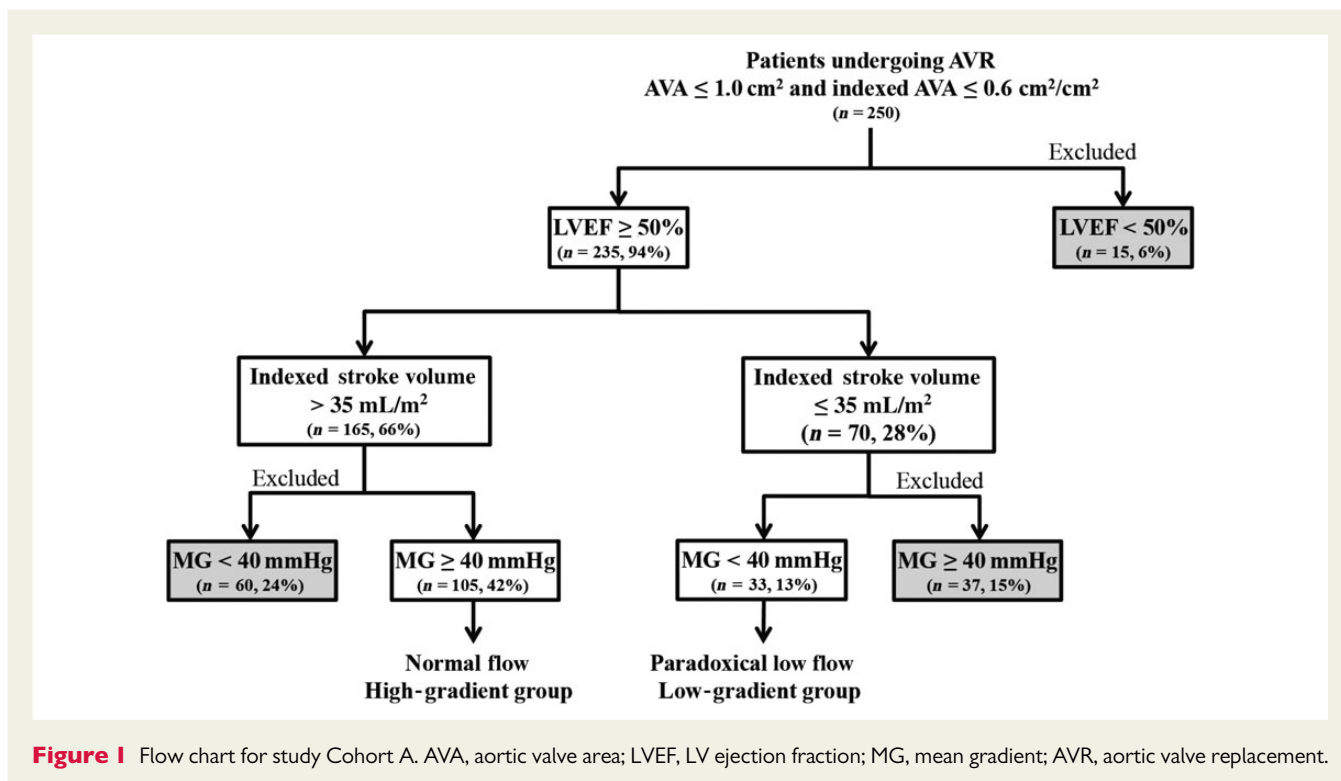 Patients undergoing AVR
AVA ≤ 1.0 cm² and indexed AVA ≤ 0.6 cm²/cm²
(n = 250)
Excluded
LVEF ≥ 50%
(n = 235, 94%)
LVEF < 50%
(n = 15, 6%)
Indexed stroke volume
> 35 mL/m²
(n = 165, 66%)
Indexed stroke volume
≤ 35 mL/m²
(n = 70, 28%)
Excluded
Excluded
MG < 40 mmHg
(n = 60, 24%)
MG ≥ 40 mmHg
(n = 105, 42%)
MG < 40 mmHg
(n = 33, 13%)
MG ≥ 40 mmHg
(n = 37, 15%)
Normal flow
High-gradient group
Paradoxical low flow
Low-gradient group
Figure 1 Flow chart for study Cohort A. AVA, aortic valve area; LVEF, LV ejection fraction; MG, mean gradient; AVR, aortic valve replacement.